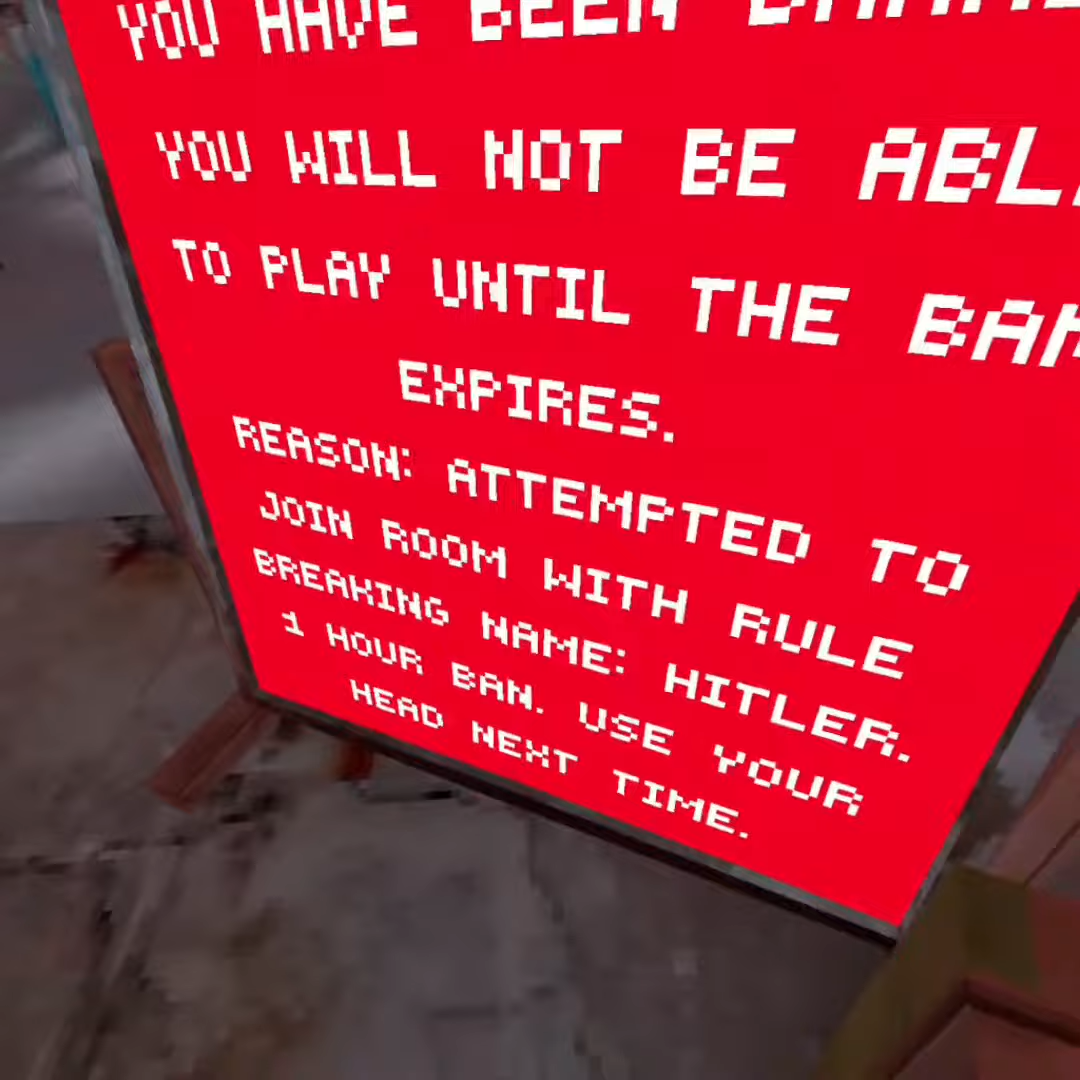 YOU HAVE BEEN
YOU WILL NOT BE
TO PLAY UNTIL THE
EXPIRES.
REASON: ATTEMPTED TO
JOIN ROOM WITH RULE
BREAKING NAME: HITLER.
1 HOUR BAN. USE YOUR
HEAD NEXT TIME.